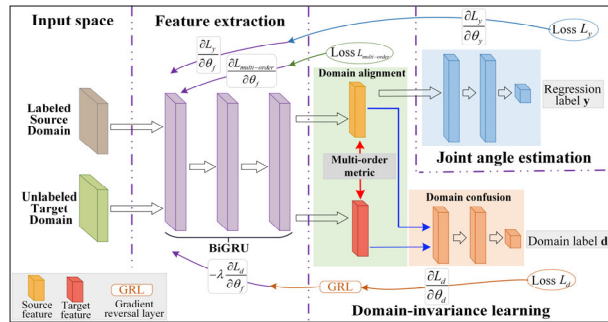 Input space
Feature extraction
∂L_y/∂θ_f
∂L_y/∂θ_y
Loss L_y
∂L_multi-order/∂θ_f
Loss L_multi-order
Domain alignment
Labeled
Source
Domain
Regression
label y
Joint angle estimation
Multi-order
metric
Unlabeled
Target
Domain
Domain confusion
Domain label d
BiGRU
-λ ∂L_d/∂θ_f
GRL
∂L_d/∂θ_d
Loss L_d
Domain-invariance learning
Source
feature
Target
feature
GRL
Gradient
reversal layer